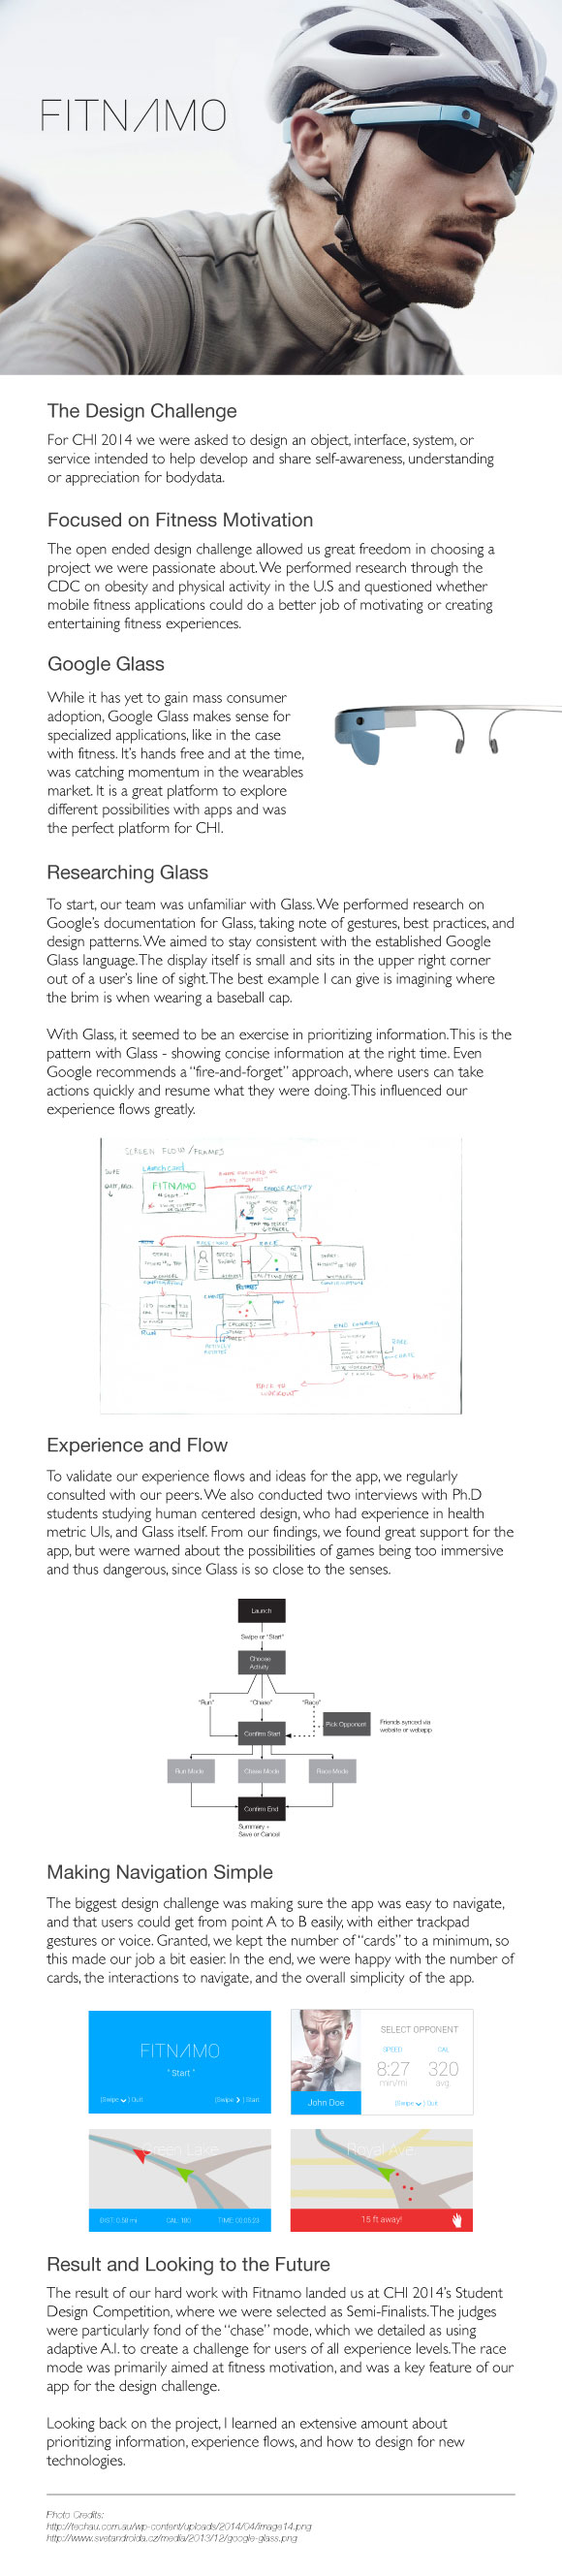 FITNAMO
The Design Challenge
For CHI 2014 we were asked to design an object, interface, system, or
service intended to help develop and share self-awareness, understanding
or appreciation for bodydata.
Focused on Fitness Motivation
The open ended design challenge allowed us great freedom in choosing a
project we were passionate about. We performed research through the
CDC on obesity and physical activity in the U.S and questioned whether
mobile fitness applications could do a better job of motivating or creating
entertaining fitness experiences.
Google Glass
While it has yet to gain mass consumer
adoption, Google Glass makes sense for
specialized applications, like in the case
with fitness. It's hands free and at the time,
was catching momentum in the wearables
market. It is a great platform to explore
different possibilities with apps and was
the perfect platform for CHI.
Researching Glass
To start, our team was unfamiliar with Glass. We performed research on
Google's documentation for Glass, taking note of gestures, best practices, and
design patterns. We aimed to stay consistent with the established Google
Glass language. The display itself is small and sits in the upper right corner
out of a user's line of sight. The best example I can give is imagining where
the brim is when wearing a baseball cap.
With Glass, it seemed to be an exercise in prioritizing information. This is the
pattern with Glass - showing concise information at the right time. Even
Google recommends a "fire-and-forget" approach, where users can take
actions quickly and resume what they were doing. This influenced our
experience flows greatly.
SCREEN FLOW / FRAMES
LAUNCH CARD
FITNAMO
CHOOSE ACTIVITY
RUN
END SUMMARY
BACK TO
WORKOUT
HOME
Experience and Flow
To validate our experience flows and ideas for the app, we regularly
consulted with our peers. We also conducted two interviews with Ph.D
students studying human centered design, who had experience in health
metric UIs, and Glass itself. From our findings, we found great support for the
app, but were warned about the possibilities of games being too immersive
and thus dangerous, since Glass is so close to the senses.
Launch
Swipe or "Start"
Choose
Activity
"Run" "Chase" "Race"
Pick Opponent
Friends synced via
website or webapp
Confirm Start
Run Mode Chase Mode Race Mode
Confirm End
Summary -
Save or Cancel
Making Navigation Simple
The biggest design challenge was making sure the app was easy to navigate,
and that users could get from point A to B easily, with either trackpad
gestures or voice. Granted, we kept the number of "cards" to a minimum, so
this made our job a bit easier. In the end, we were happy with the number of
cards, the interactions to navigate, and the overall simplicity of the app.
FITNAMO
"Start"
(Swipe ) Quit (Swipe ) Start
SELECT OPPONENT
SPEED CAL
8:27 320
min/mi avg
John Doe (Swipe ) Quit
Green Lake
DIST: 0.58 mi CAL: 180 TIME: 00:05:23
Royal Ave
15 ft away!
Result and Looking to the Future
The result of our hard work with Fitnamo landed us at CHI 2014's Student
Design Competition, where we were selected as Semi-Finalists. The judges
were particularly fond of the "chase" mode, which we detailed as using
adaptive A.I. to create a challenge for users of all experience levels. The race
mode was primarily aimed at fitness motivation, and was a key feature of our
app for the design challenge.
Looking back on the project, I learned an extensive amount about
prioritizing information, experience flows, and how to design for new
technologies.
Photo Credits:
http://techau.com.au/wp-content/uploads/2014/04/image14.png
http://www.svetandroida.cz/media/2013/12/google-glass.png